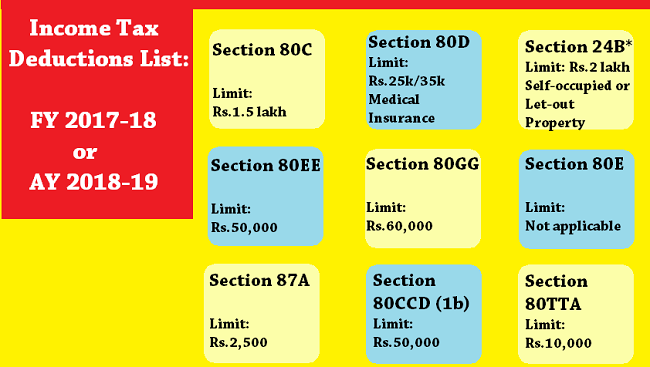 Income Tax
Deductions List:
FY 2017-18
or
AY 2018-19
Section 80C
Limit:
Rs.1.5 lakh
Section 80D
Limit:
Rs.25k/35k
Medical
Insurance
Section 24B*
Limit: Rs.2 lakh
Self-occupied or
Let-out
Property
Section 80EE
Limit:
Rs.50,000
Section 80GG
Limit:
Rs.60,000
Section 80E
Limit:
Not applicable
Section 87A
Limit:
Rs.2,500
Section
80CCD (1b)
Limit:
Rs.50,000
Section
80TTA
Limit:
Rs.10,000